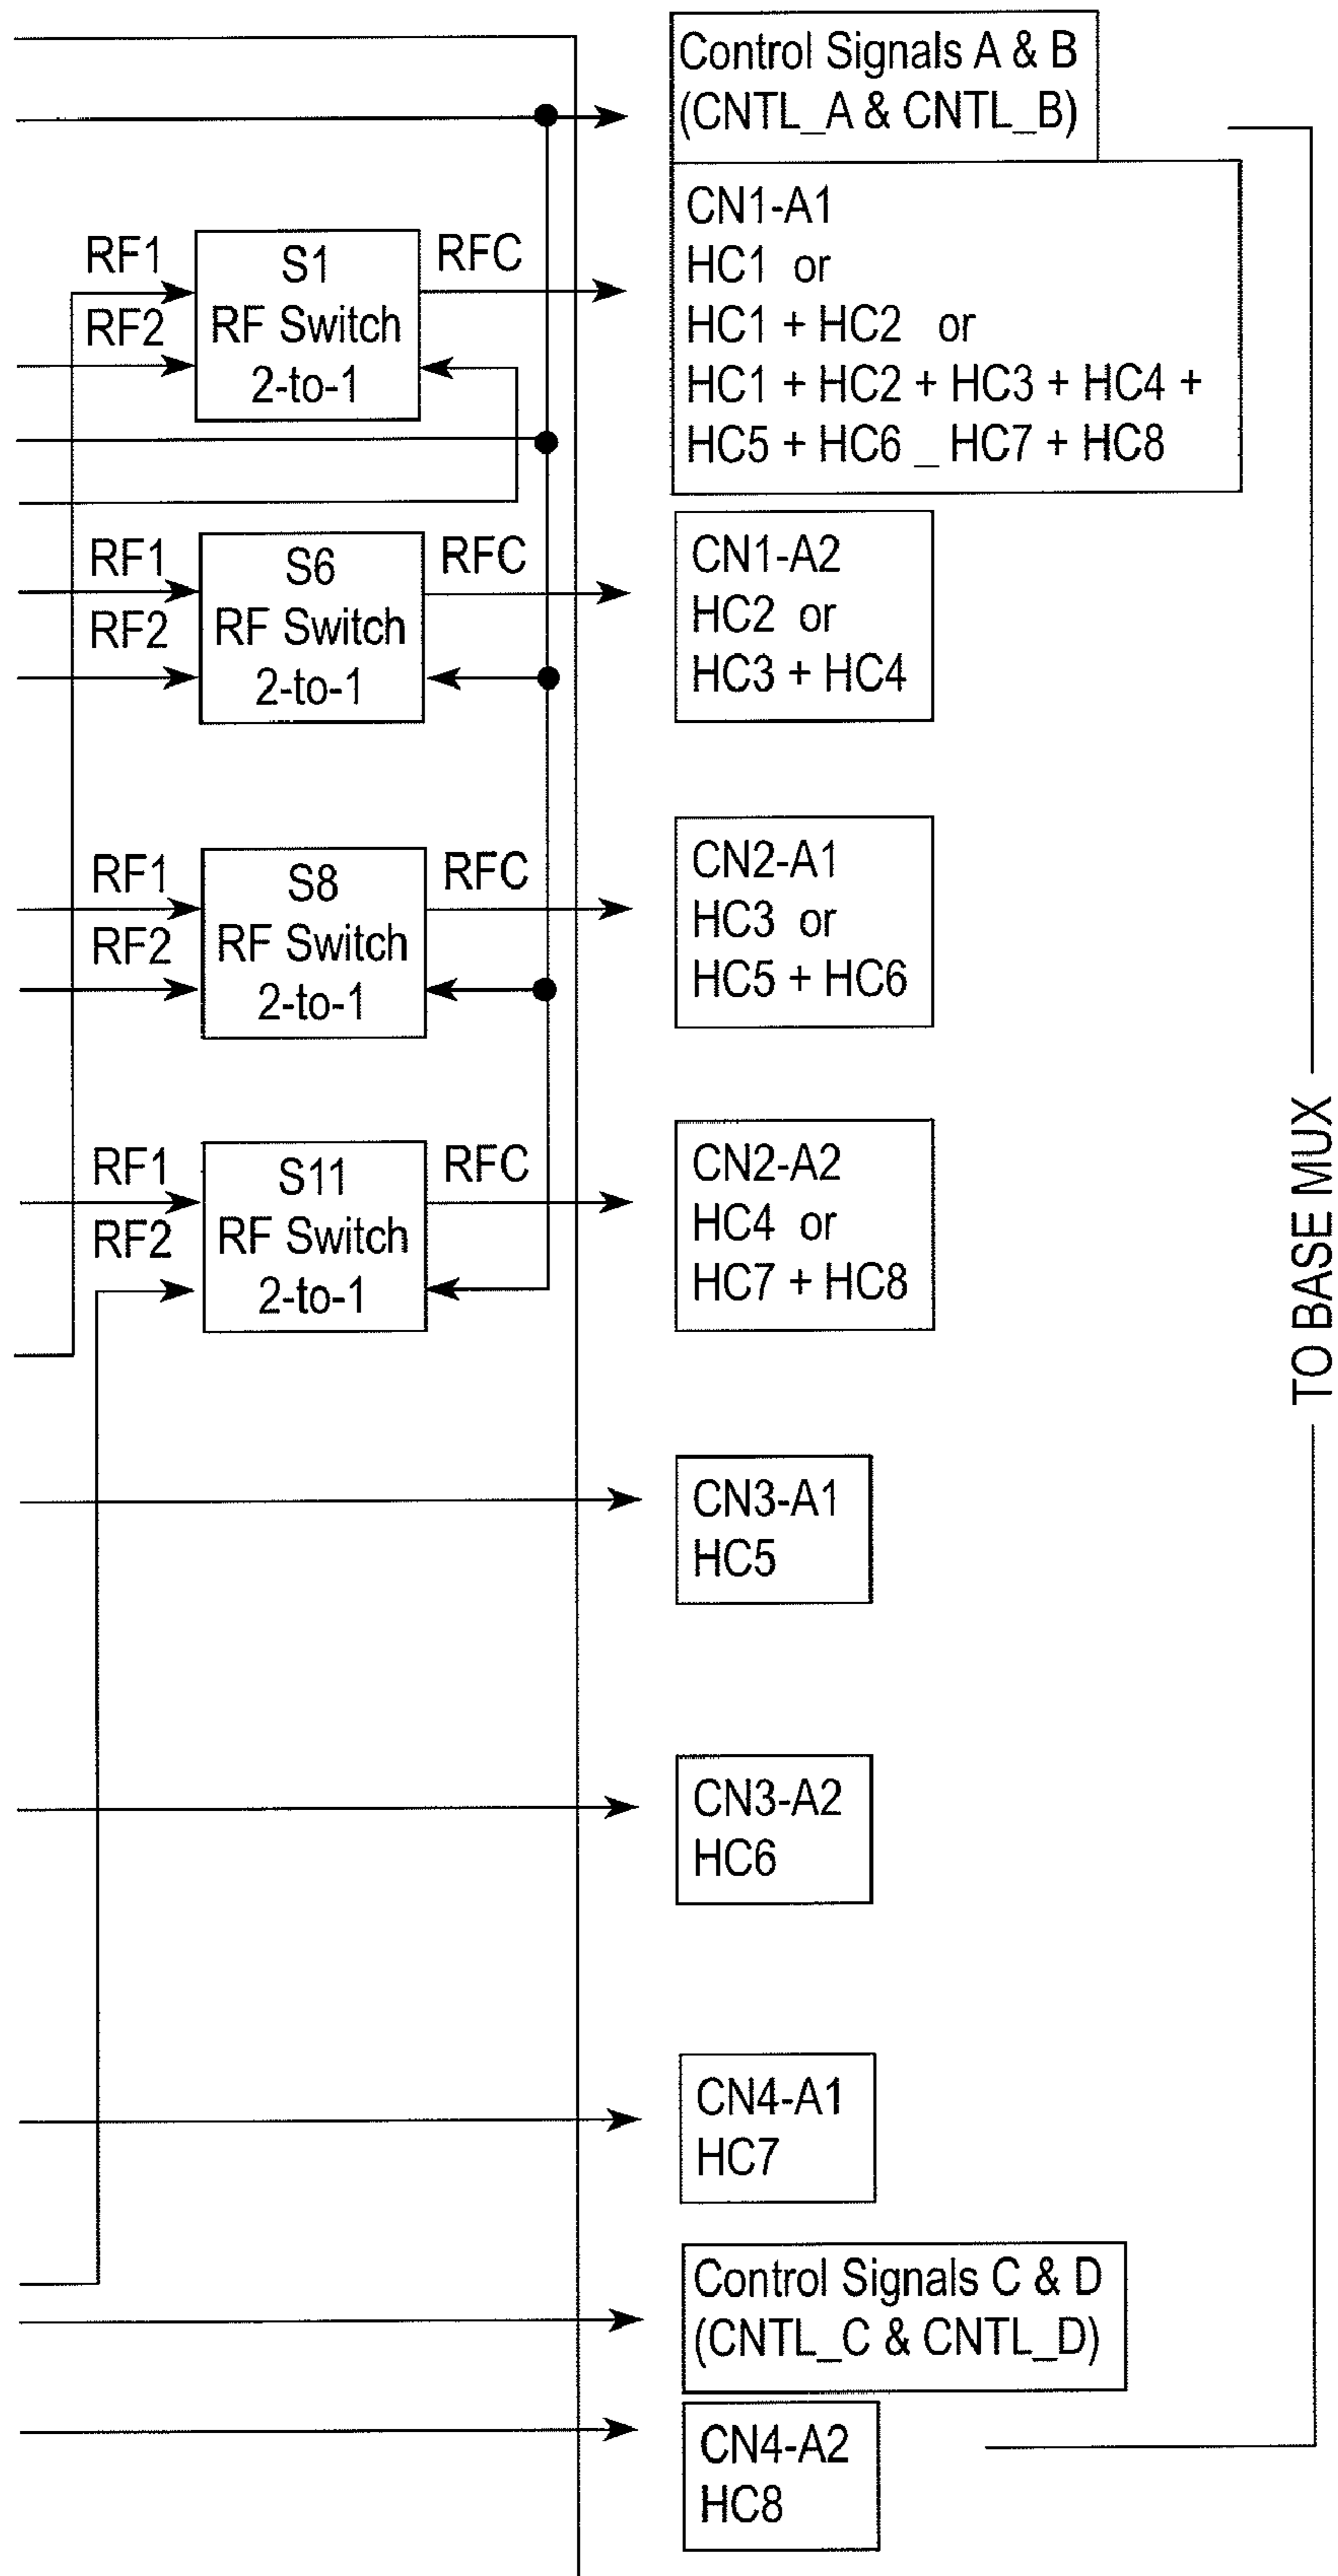 Control Signals A & B
(CNTL_A & CNTL_B)
RF1
RF2
S1
RF Switch
2-to-1
RFC
CN1-A1
HC1 or
HC1 + HC2 or
HC1 + HC2 + HC3 + HC4 +
HC5 + HC6 _ HC7 + HC8
RF1
RF2
S6
RF Switch
2-to-1
RFC
CN1-A2
HC2 or
HC3 + HC4
RF1
RF2
S8
RF Switch
2-to-1
RFC
CN2-A1
HC3 or
HC5 + HC6
RF1
RF2
S11
RF Switch
2-to-1
RFC
CN2-A2
HC4 or
HC7 + HC8
TO BASE MUX
CN3-A1
HC5
CN3-A2
HC6
CN4-A1
HC7
Control Signals C & D
(CNTL_C & CNTL_D)
CN4-A2
HC8